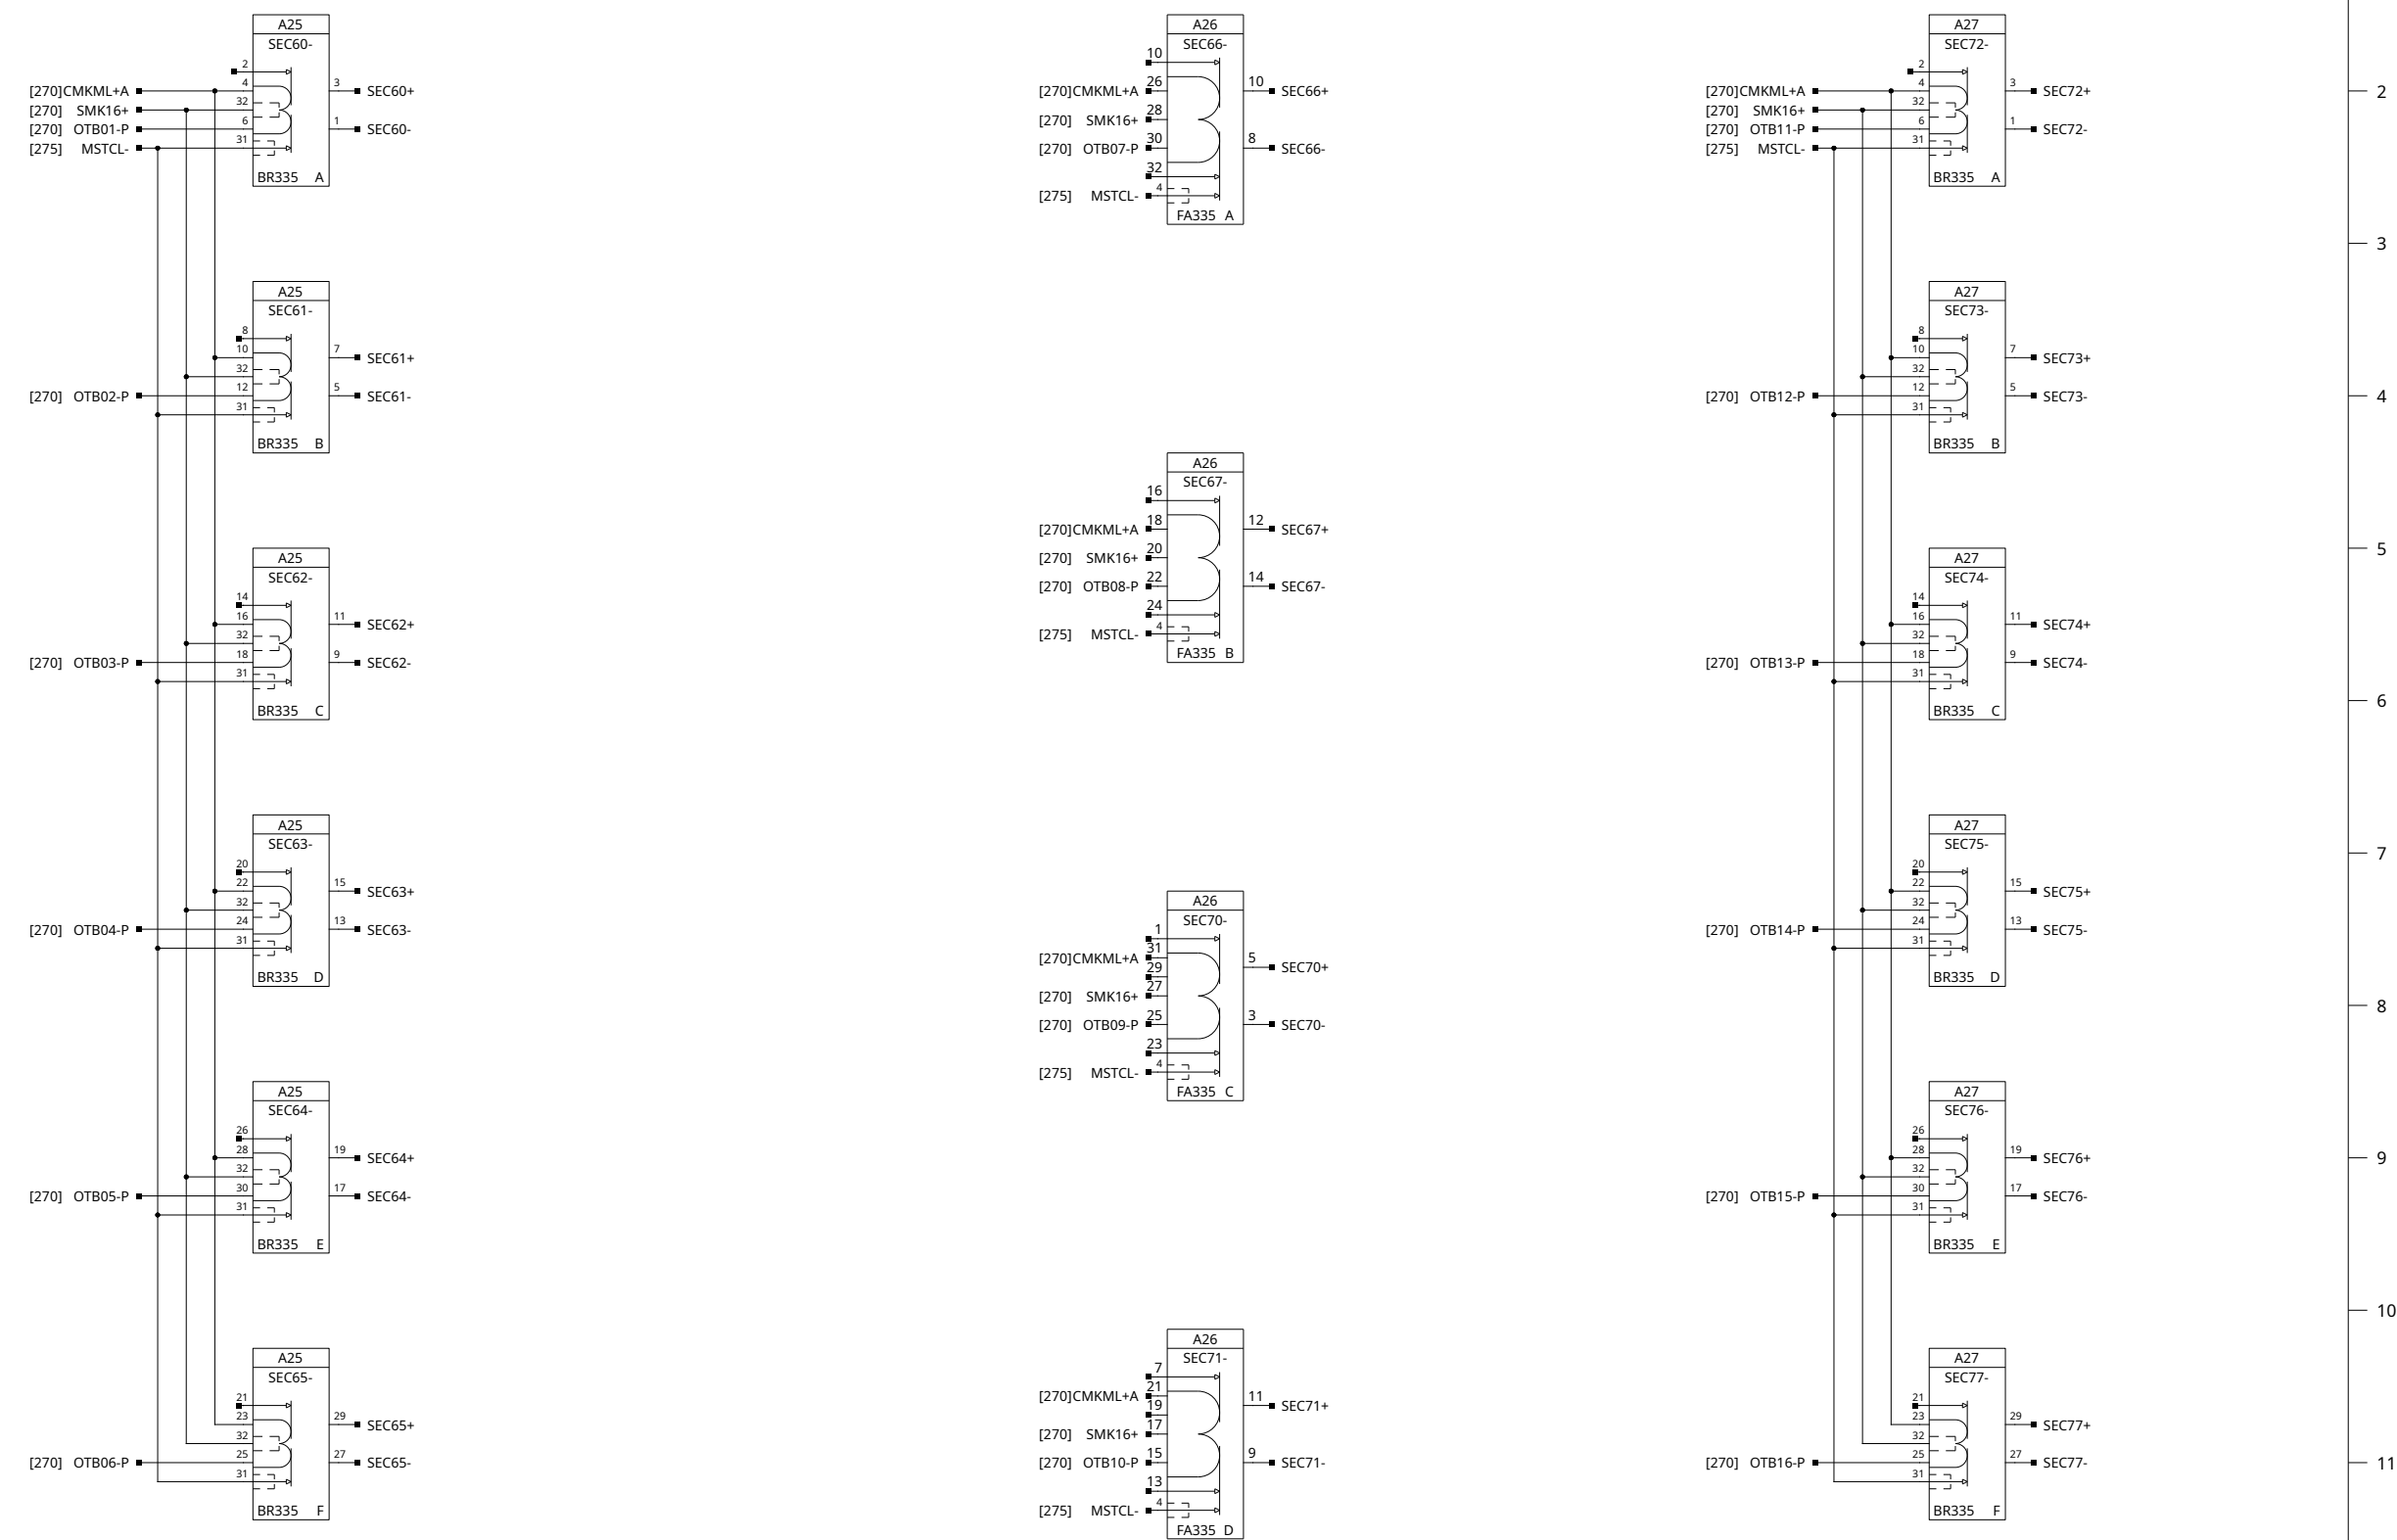 A25
SEC60-
2
[270]CMKML+A 4 3 SEC60+
[270] SMK16+ 32
[270] OTB01-P 6 1 SEC60-
[275] MSTCL- 31
BR335 A
A25
SEC61-
8
10 7 SEC61+
32
[270] OTB02-P 12 5 SEC61-
31
BR335 B
A25
SEC62-
14
16 11 SEC62+
32
[270] OTB03-P 18 9 SEC62-
31
BR335 C
A25
SEC63-
20
22 15 SEC63+
32
[270] OTB04-P 24 13 SEC63-
31
BR335 D
A25
SEC64-
26
28 19 SEC64+
32
[270] OTB05-P 30 17 SEC64-
31
BR335 E
A25
SEC65-
21
23 29 SEC65+
32
[270] OTB06-P 25 27 SEC65-
31
BR335 F
A26
SEC66-
10
[270]CMKML+A 26 10 SEC66+
[270] SMK16+ 28
[270] OTB07-P 30 8 SEC66-
32
[275] MSTCL- 4
FA335 A
A26
SEC67-
16
[270]CMKML+A 18 12 SEC67+
[270] SMK16+ 20
[270] OTB08-P 22 14 SEC67-
24
[275] MSTCL- 4
FA335 B
A26
SEC70-
1
[270]CMKML+A 31
29 5 SEC70+
[270] SMK16+ 27
[270] OTB09-P 25 3 SEC70-
23
[275] MSTCL- 4
FA335 C
A26
SEC71-
7
[270]CMKML+A 21
19 11 SEC71+
[270] SMK16+ 17
[270] OTB10-P 15 9 SEC71-
13
[275] MSTCL- 4
FA335 D
A27
SEC72-
2
[270]CMKML+A 4 3 SEC72+
[270] SMK16+ 32
[270] OTB11-P 6 1 SEC72-
[275] MSTCL- 31
BR335 A
A27
SEC73-
8
10 7 SEC73+
32
[270] OTB12-P 12 5 SEC73-
31
BR335 B
A27
SEC74-
14
16 11 SEC74+
32
[270] OTB13-P 18 9 SEC74-
31
BR335 C
A27
SEC75-
20
22 15 SEC75+
32
[270] OTB14-P 24 13 SEC75-
31
BR335 D
A27
SEC76-
26
28 19 SEC76+
32
[270] OTB15-P 30 17 SEC76-
31
BR335 E
A27
SEC77-
21
23 29 SEC77+
32
[270] OTB16-P 25 27 SEC77-
31
BR335 F
2
3
4
5
6
7
8
9
10
11